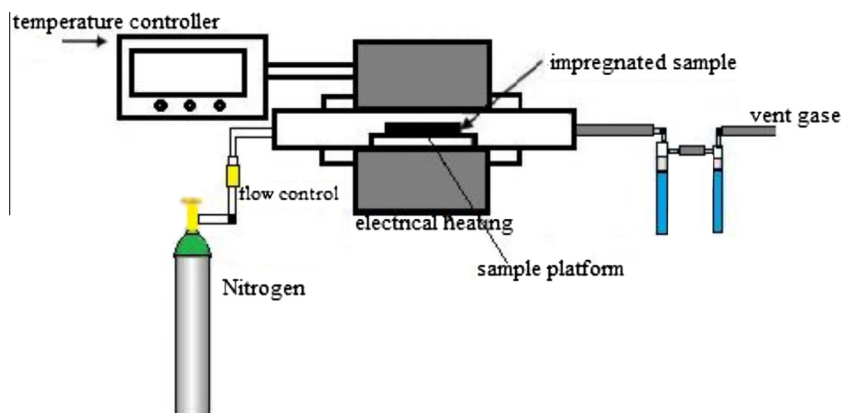 temperature controller
impregnated sample
vent gase
flow control
electrical heating
sample platform
Nitrogen